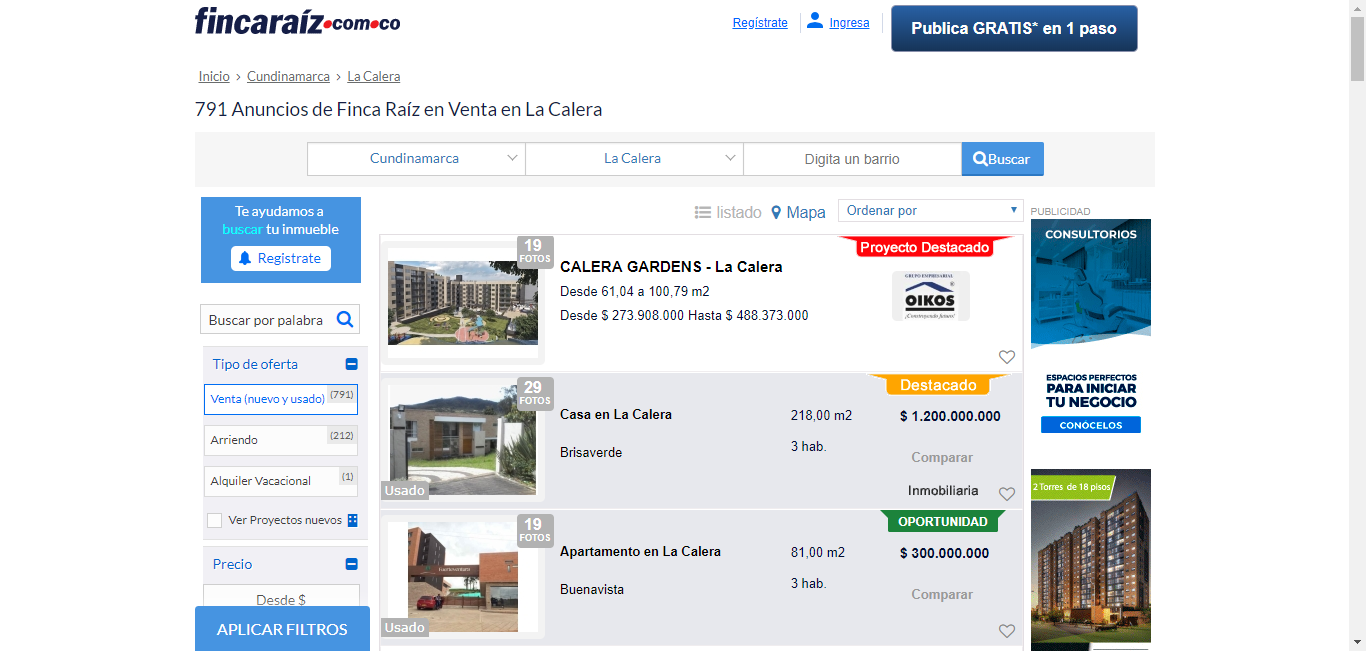 fincaraíz.com.co
Regístrate
Ingresa
Publica GRATIS* en 1 paso
Inicio › Cundinamarca › La Calera
791 Anuncios de Finca Raíz en Venta en La Calera
Cundinamarca
La Calera
Digita un barrio
Buscar
Te ayudamos a
buscar tu inmueble
Registrate
Buscar por palabra
Tipo de oferta
Venta (nuevo y usado) (791)
Arriendo (212)
Alquiler Vacacional (1)
Ver Proyectos nuevos
Precio
Desde $
APLICAR FILTROS
listado
Mapa
Ordenar por
19
FOTOS
CALERA GARDENS - La Calera
Desde 61,04 a 100,79 m2
Desde $ 273.908.000 Hasta $ 488.373.000
Proyecto Destacado
GRUPO EMPRESARIAL
OIKOS
¡Construyendo futuro!
29
FOTOS
Usado
Casa en La Calera
Brisaverde
218,00 m2
3 hab.
Destacado
$ 1.200.000.000
Comparar
Inmobiliaria
19
FOTOS
Usado
Apartamento en La Calera
Buenavista
81,00 m2
3 hab.
OPORTUNIDAD
$ 300.000.000
Comparar
PUBLICIDAD
CONSULTORIOS
ESPACIOS PERFECTOS
PARA INICIAR
TU NEGOCIO
CONÓCELOS
2 Torres de 18 pisos